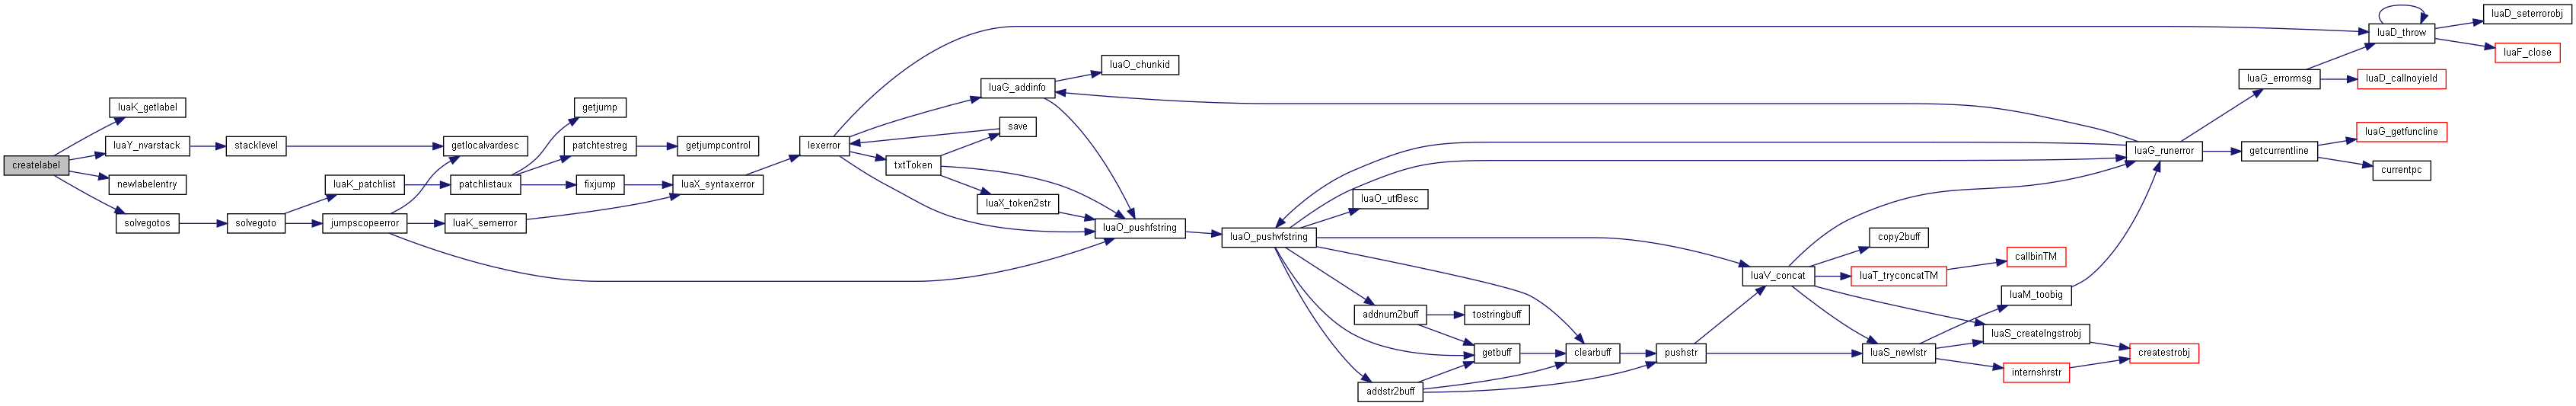 createlabel
luaK_getlabel
luaY_nvarstack
newlabelentry
solvegotos
stacklevel
solvegoto
luaK_patchlist
jumpscopeerror
getlocalvardesc
patchlistaux
luaK_semerror
getjump
patchtestreg
fixjump
getjumpcontrol
luaX_syntaxerror
lexerror
txtToken
luaG_addinfo
save
luaX_token2str
luaO_chunkid
luaO_pushfstring
luaO_pushvfstring
luaO_utf8esc
addnum2buff
addstr2buff
tostringbuff
getbuff
clearbuff
pushstr
luaV_concat
copy2buff
luaT_tryconcatTM
luaS_newlstr
callbinTM
luaM_toobig
luaS_createlngstrobj
internshrstr
createstrobj
luaG_runerror
luaG_errormsg
getcurrentline
luaD_throw
luaD_callnoyield
luaG_getfuncline
currentpc
luaD_seterrorobj
luaF_close